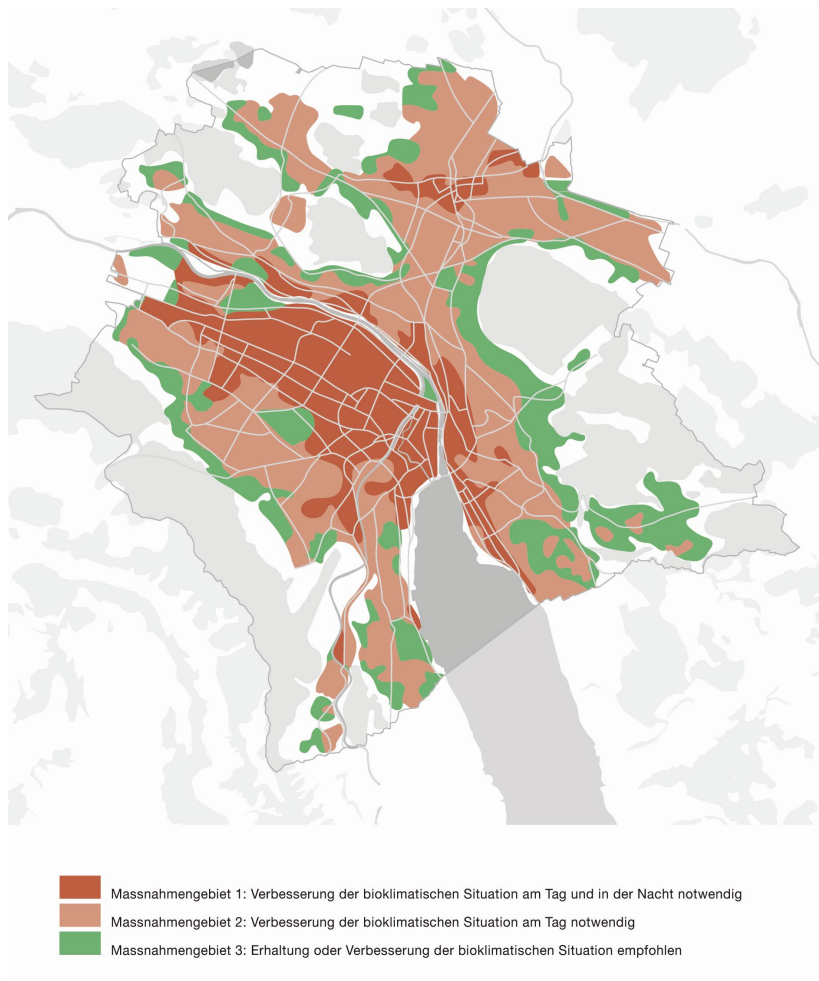 Massnahmengebiet 1: Verbesserung der bioklimatischen Situation am Tag und in der Nacht notwendig
Massnahmengebiet 2: Verbesserung der bioklimatischen Situation am Tag notwendig
Massnahmengebiet 3: Erhaltung oder Verbesserung der bioklimatischen Situation empfohlen